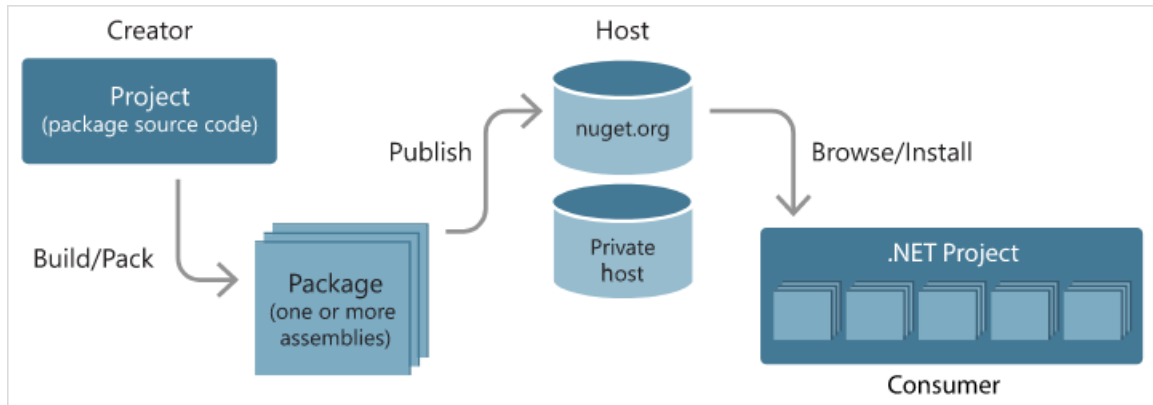 Creator
Project
(package source code)
Build/Pack
Package
(one or more
assemblies)
Publish
Host
nuget.org
Private
host
Browse/Install
.NET Project
Consumer